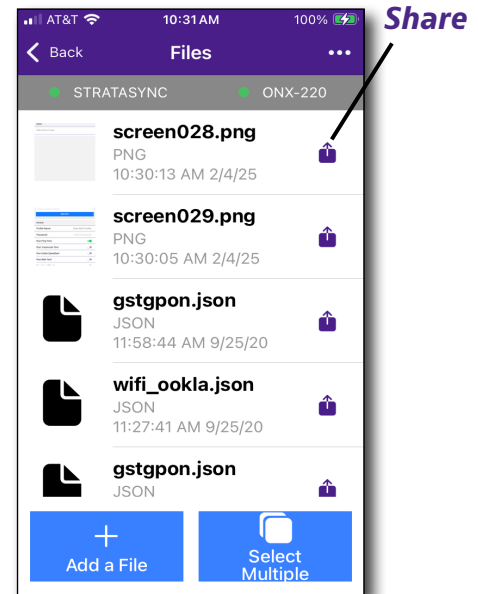 AT&T 10:31 AM 100%
Share
Back Files
STRATASYNC ONX-220
screen028.png
PNG
10:30:13 AM 2/4/25
screen029.png
PNG
10:30:05 AM 2/4/25
gstgpon.json
JSON
11:58:44 AM 9/25/20
wifi_ookla.json
JSON
11:27:41 AM 9/25/20
gstgpon.json
JSON
Add a File
Select
Multiple